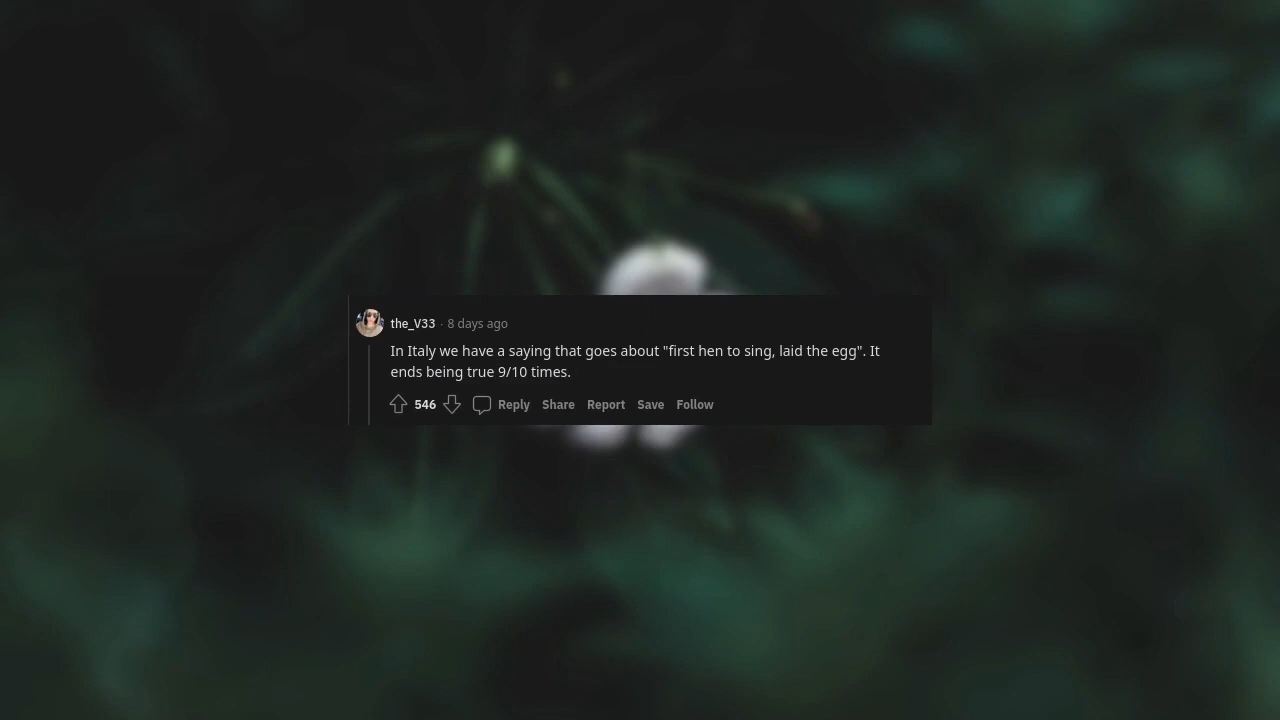 the_V33 · 8 days ago
In Italy we have a saying that goes about "first hen to sing, laid the egg". It
ends being true 9/10 times.
546 Reply Share Report Save Follow